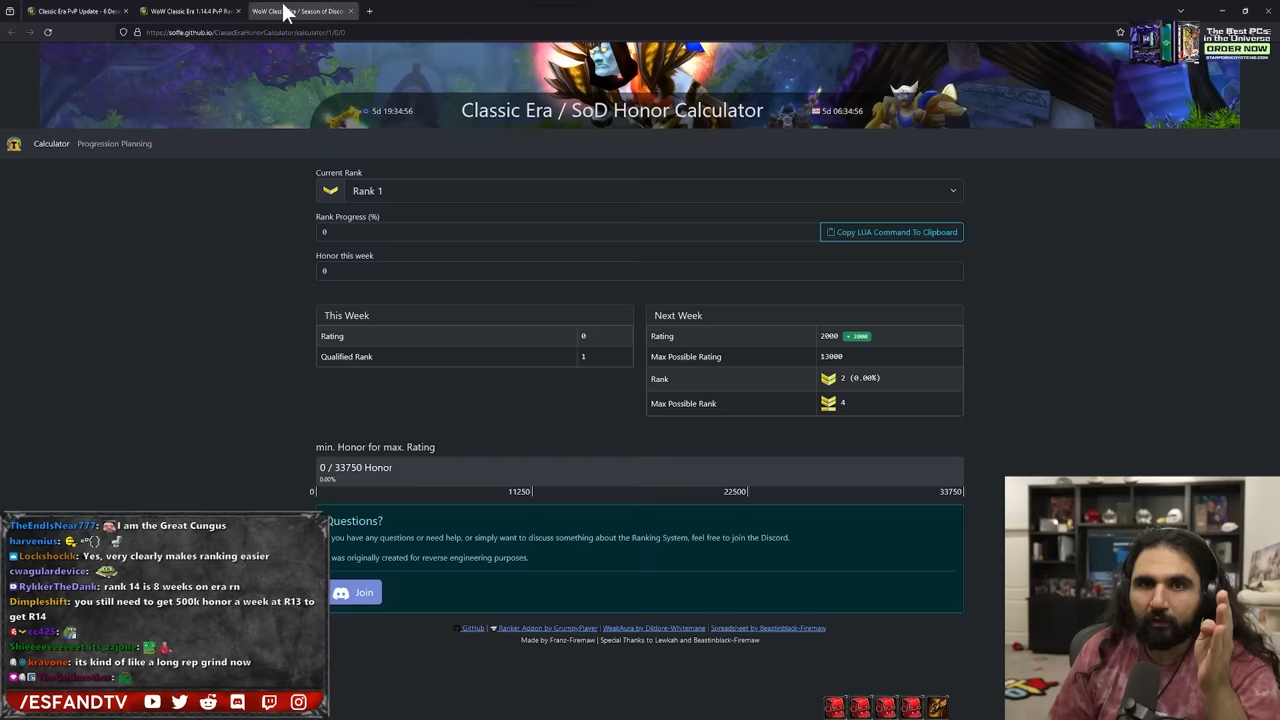 Classic Era PvP Update - 6 Dec
WoW Classic Era 1.14.4 PvP Ra
WoW Classic Era / Season of Disco
https://soffe.github.io/ClassicEraHonorCalculator/calculator/1/0/0
The Best PCs
in the Universe
ORDER NOW
STARFORGESYSTEMS.COM
5d 19:34:56
Classic Era / SoD Honor Calculator
5d 06:34:56
Calculator
Progression Planning
Current Rank
Rank 1
Rank Progress (%)
0
Copy LUA Command To Clipboard
Honor this week
0
This Week
Rating 0
Qualified Rank 1
Next Week
Rating 2000 + 2000
Max Possible Rating 13000
Rank 2 (0.00%)
Max Possible Rank 4
min. Honor for max. Rating
0 / 33750 Honor
0.00%
0 11250 22500 33750
Questions?
you have any questions or need help, or simply want to discuss something about the Ranking System, feel free to join the Discord.
was originally created for reverse engineering purposes.
Join
GitHub | Ranker Addon by GrumpyPlayer | WeakAura by Dildoer-Whitemane | Spreadsheet by Beastinblack-Firemaw
Made by Franz-Firemaw | Special Thanks to Lewkah and Beastinblack-Firemaw
TheEndIsNear777: I am the Great Cungus
harvenius:
Lockshockk: Yes, very clearly makes ranking easier
cwagulardevice:
RykkerTheDank: rank 14 is 8 weeks on era rn
Dimpleshift: you still need to get 500k honor a week at R13 to
get R14
cc425:
kravone: its kind of like a long rep grind now
/ESFANDTV